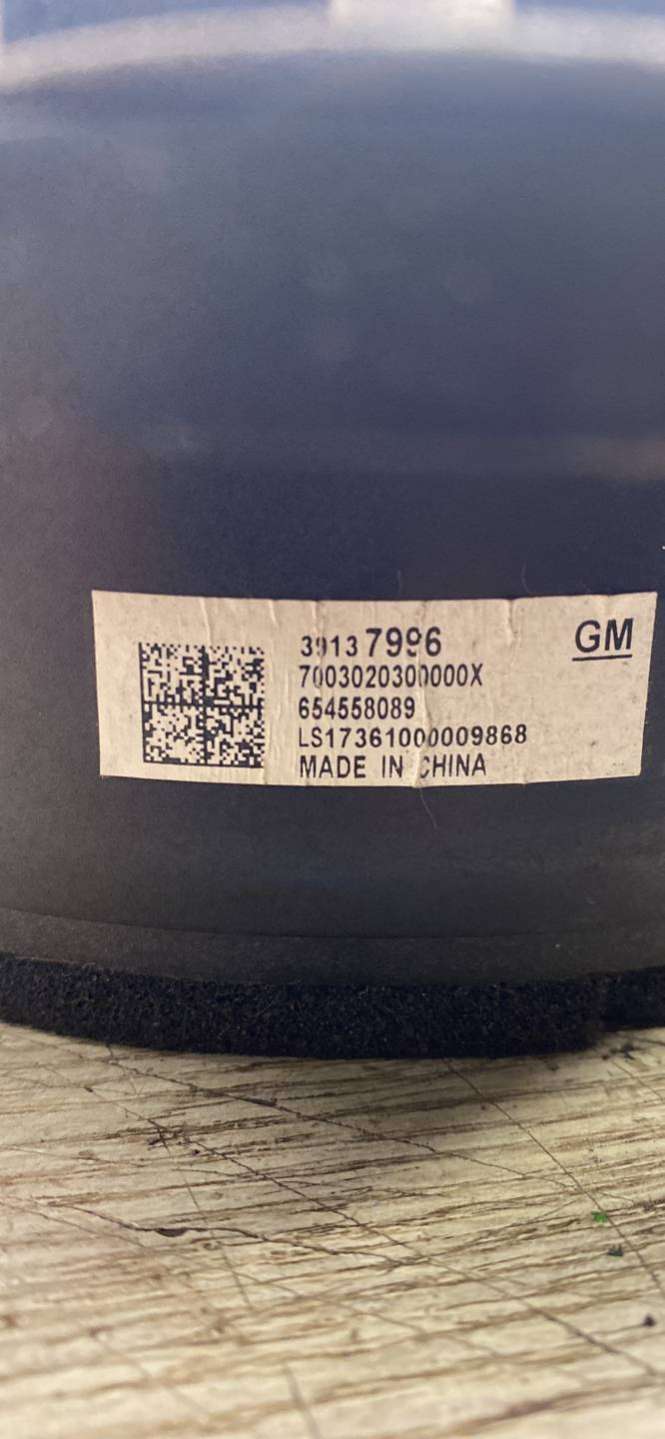 39137996
GM
7003020300000X
654558089
LS17361000009868
MADE IN CHINA